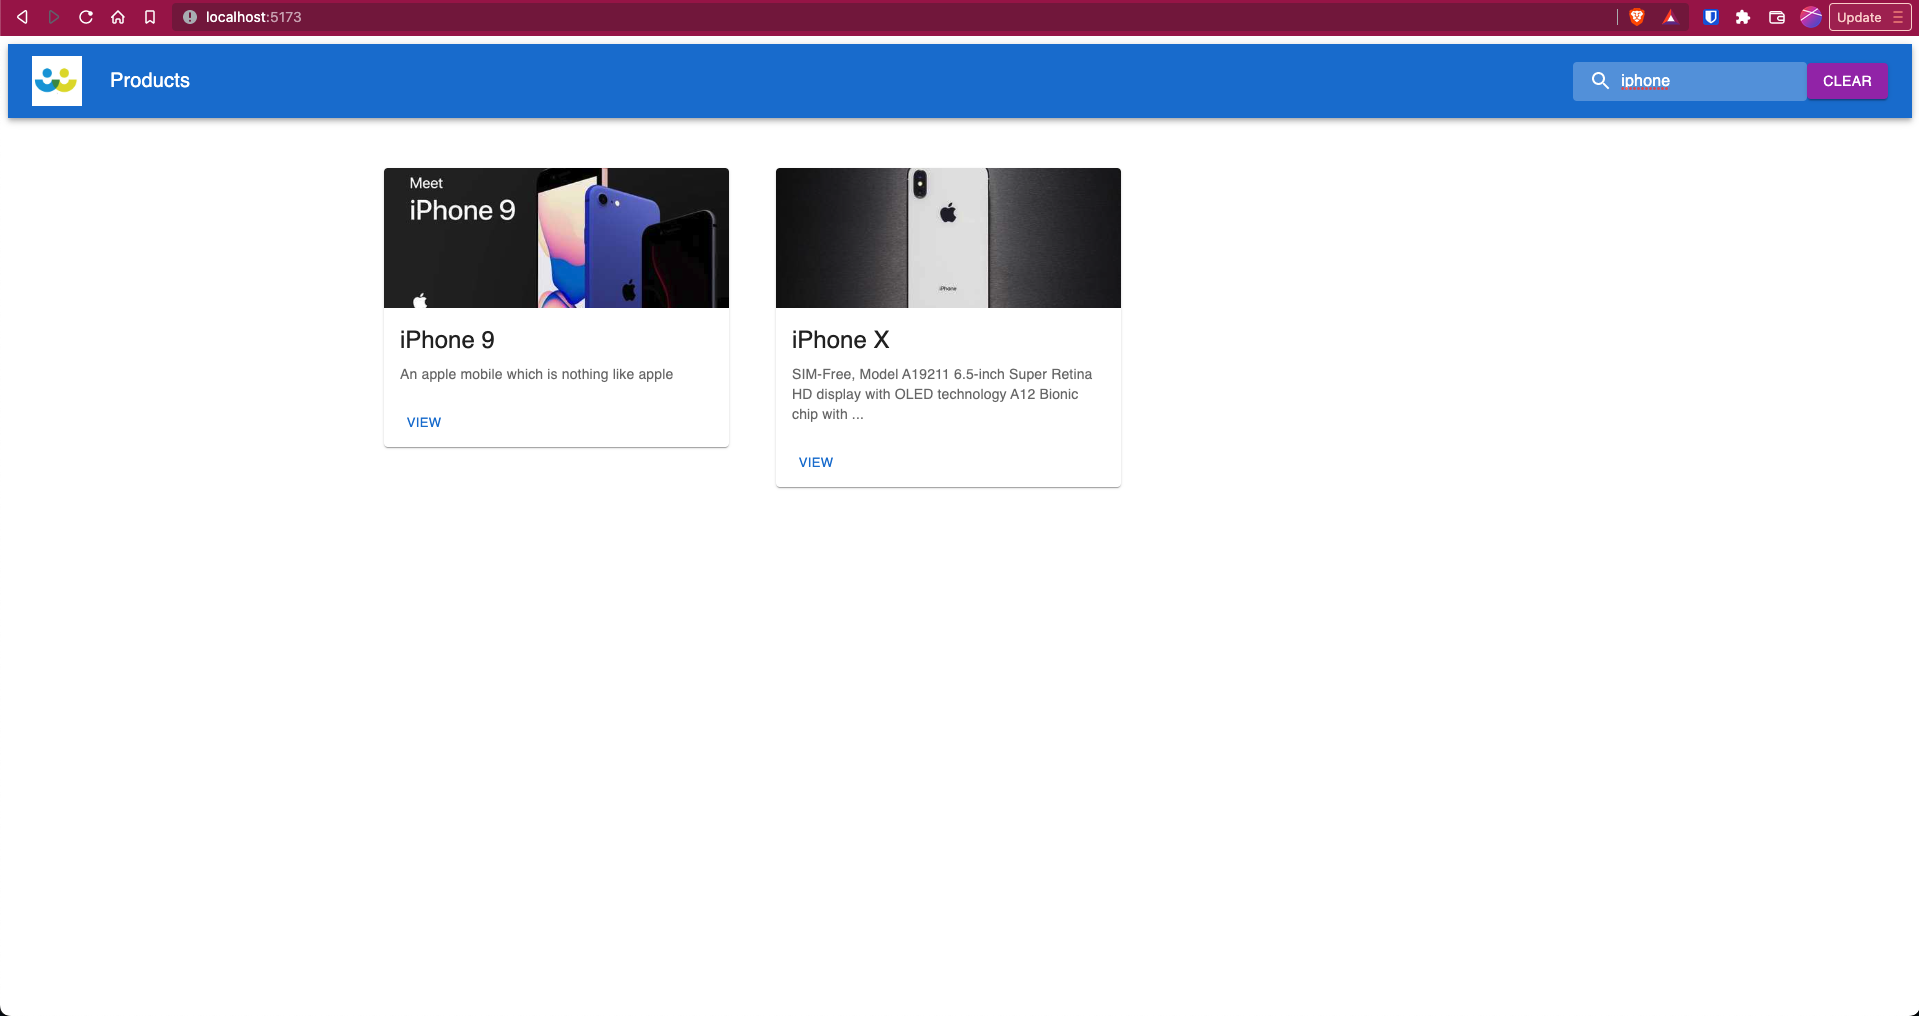 localhost:5173
Update
Products
iphone
CLEAR
Meet
iPhone 9
iPhone
iPhone 9
An apple mobile which is nothing like apple
VIEW
iPhone X
SIM-Free, Model A19211 6.5-inch Super Retina
HD display with OLED technology A12 Bionic
chip with ...
VIEW